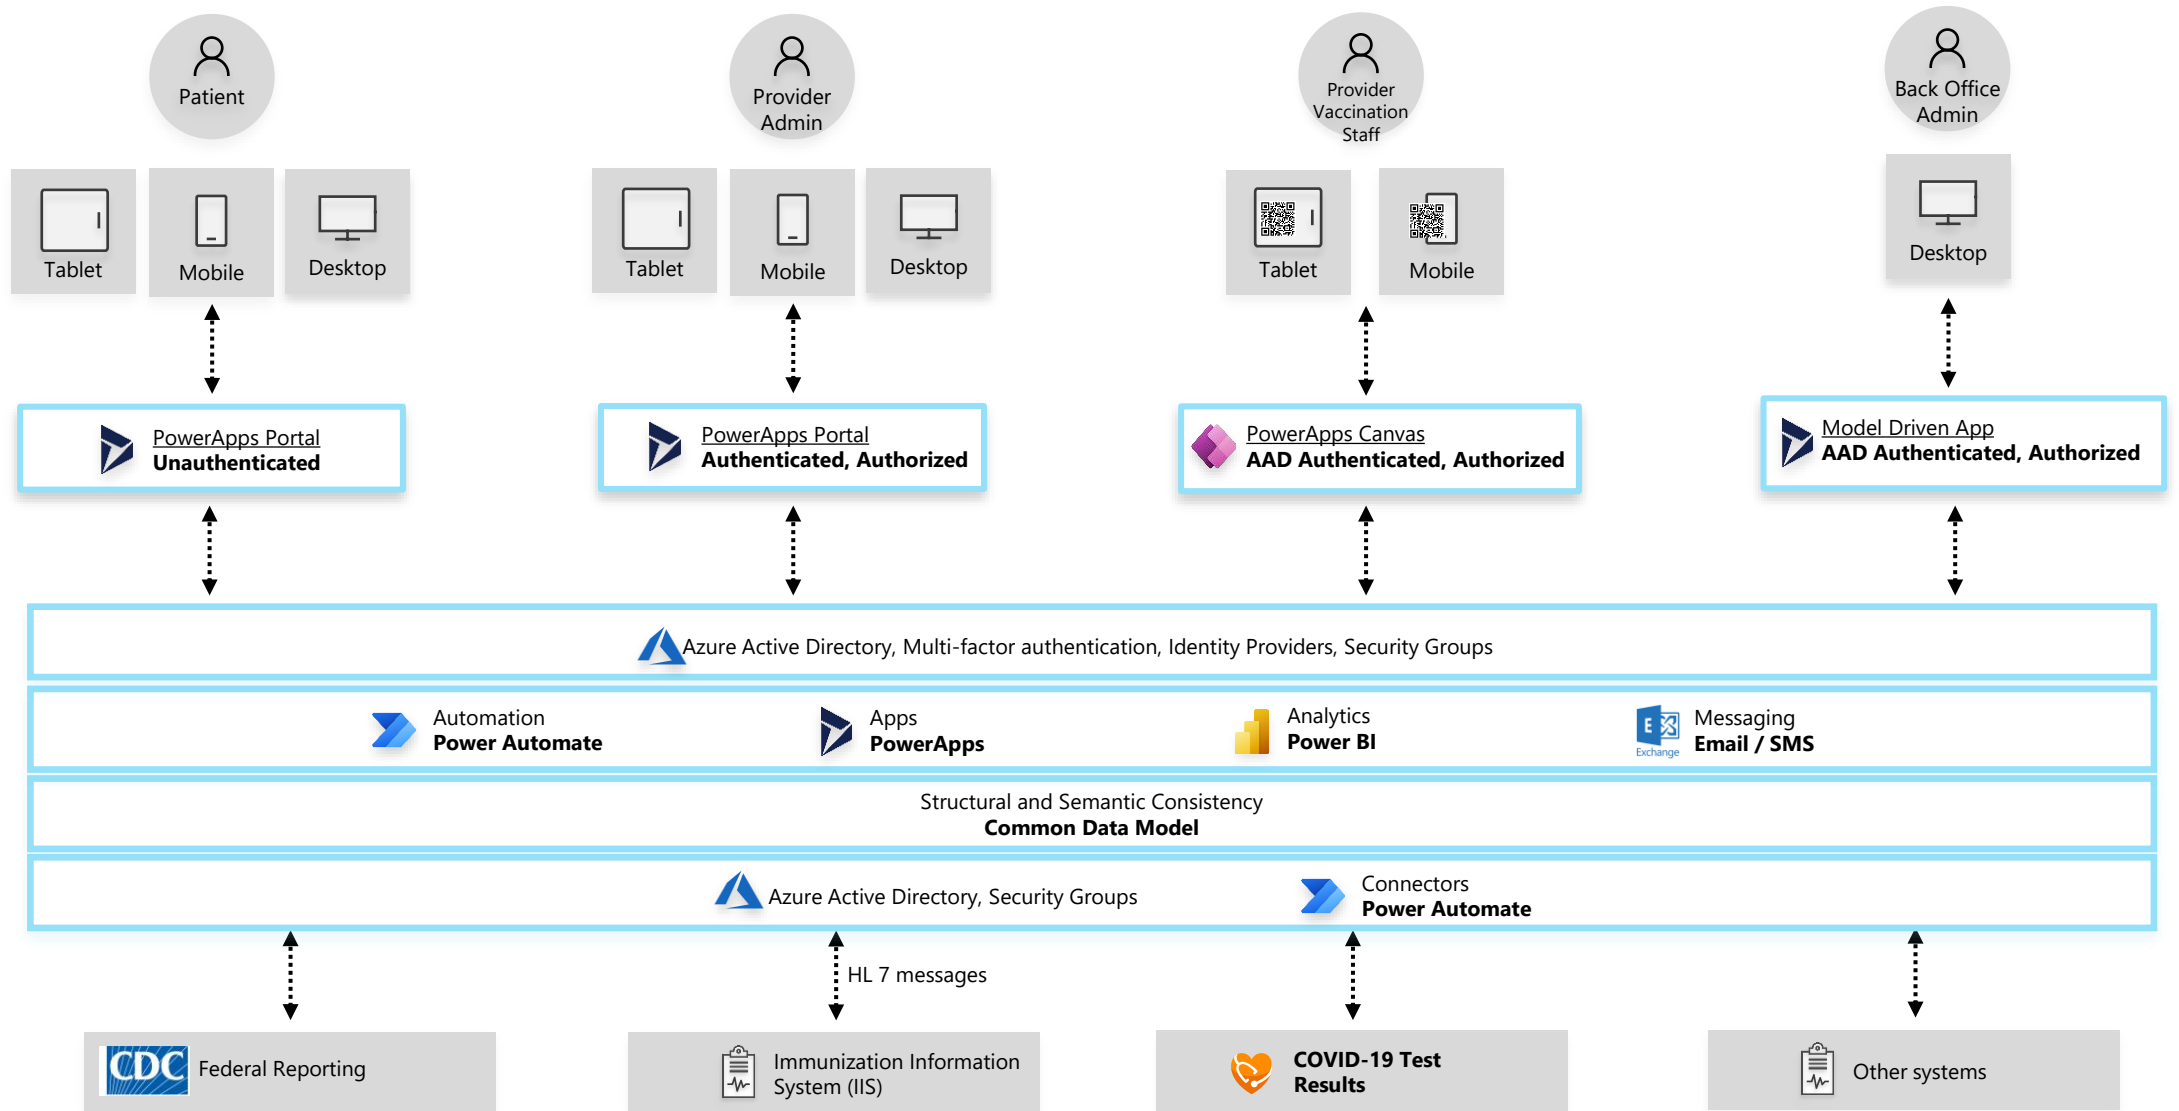 Patient
Provider
Admin
Provider
Vaccination
Staff
Back Office
Admin
Tablet
Mobile
Desktop
Tablet
Mobile
Desktop
Tablet
Mobile
Desktop
PowerApps Portal
Unauthenticated
PowerApps Portal
Authenticated, Authorized
PowerApps Canvas
AAD Authenticated, Authorized
Model Driven App
AAD Authenticated, Authorized
Azure Active Directory, Multi-factor authentication, Identity Providers, Security Groups
Automation
Power Automate
Apps
PowerApps
Analytics
Power BI
E
Exchange
Messaging
Email / SMS
Structural and Semantic Consistency
Common Data Model
Azure Active Directory, Security Groups
Connectors
Power Automate
HL 7 messages
CDC
Federal Reporting
Immunization Information
System (IIS)
COVID-19 Test
Results
Other systems